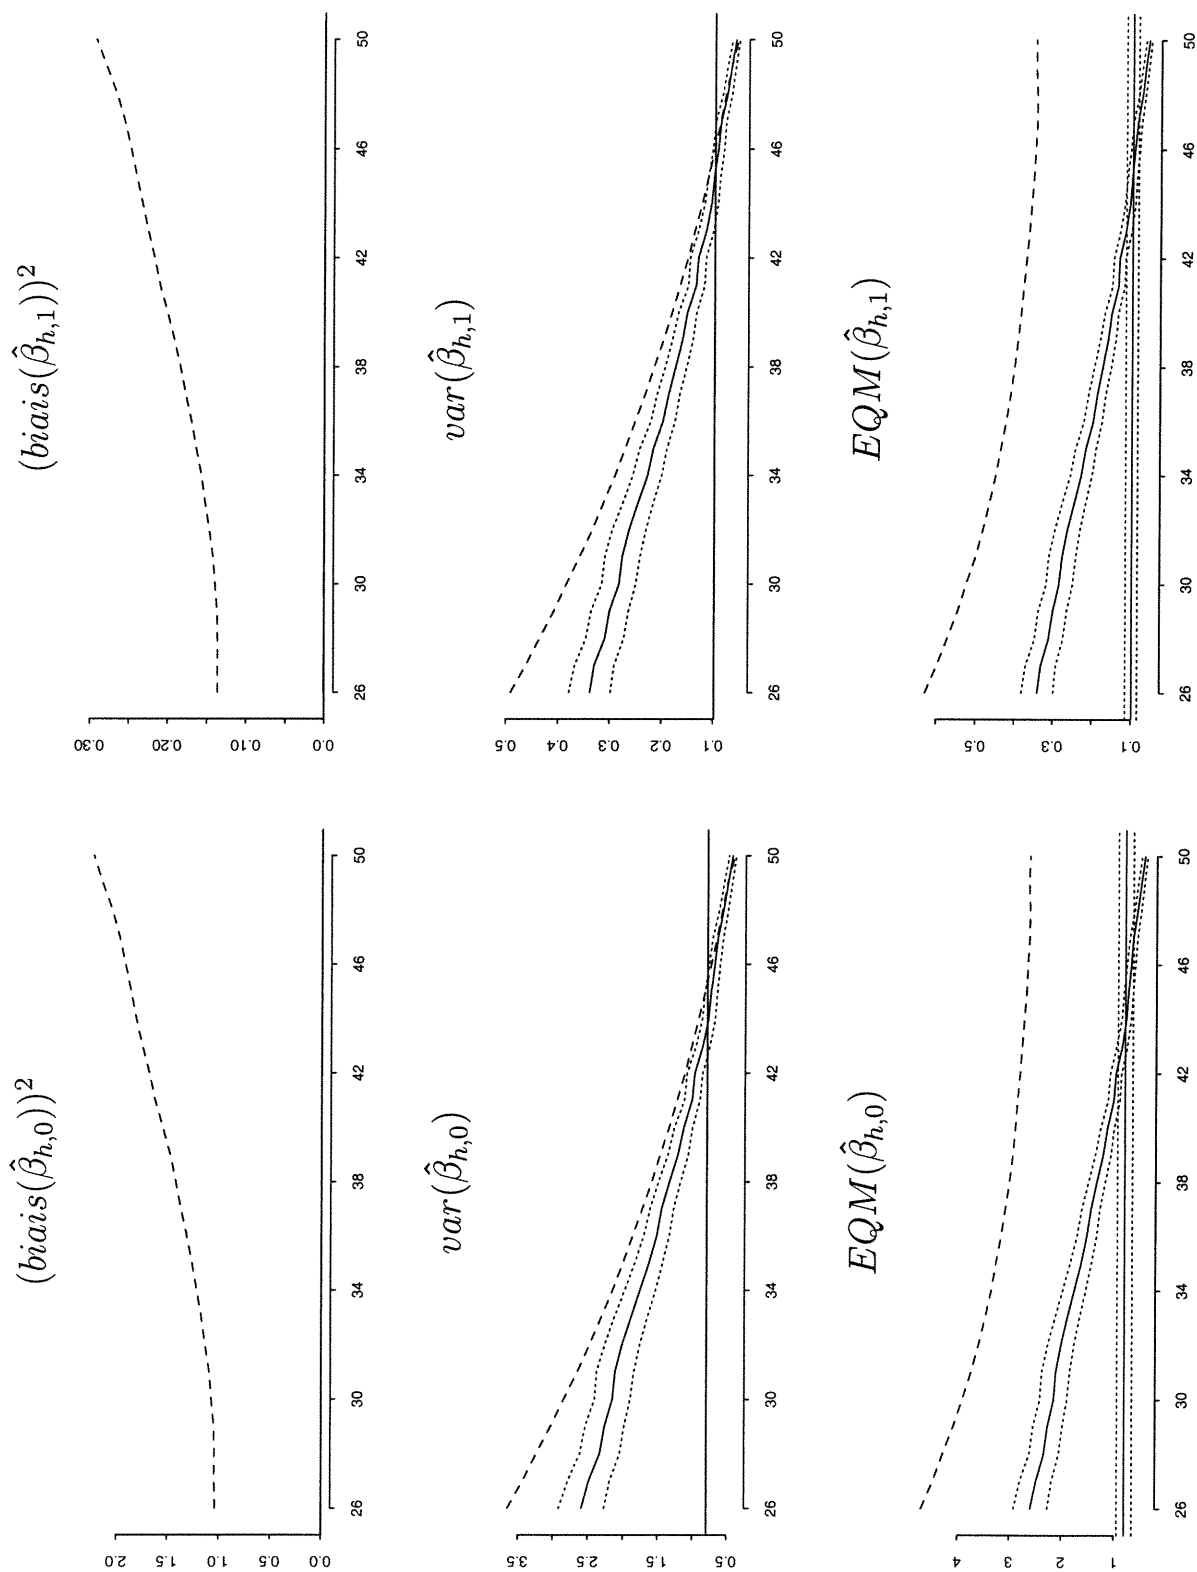 (biais(β̂_{h,0}))²
2.0
1.5
1.0
0.5
0.0
26 30 34 38 42 46 50
(biais(β̂_{h,1}))²
0.30
0.20
0.10
0.0
26 30 34 38 42 46 50
var(β̂_{h,0})
3.5
2.5
1.5
0.5
26 30 34 38 42 46 50
var(β̂_{h,1})
0.5
0.4
0.3
0.2
0.1
26 30 34 38 42 46 50
EQM(β̂_{h,0})
4
3
2
1
26 30 34 38 42 46 50
EQM(β̂_{h,1})
0.5
0.3
0.1
26 30 34 38 42 46 50